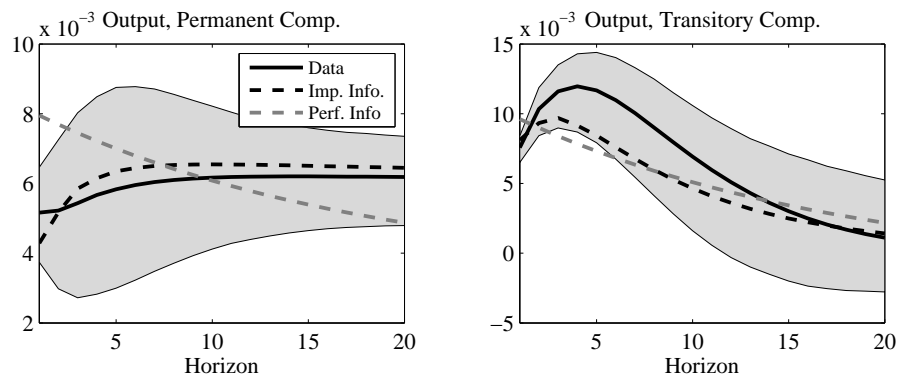 x 10⁻³ Output, Permanent Comp.
10
8
6
4
2
5
10
15
20
Horizon
Data
Imp. Info.
Perf. Info
x 10⁻³ Output, Transitory Comp.
15
10
5
0
−5
5
10
15
20
Horizon